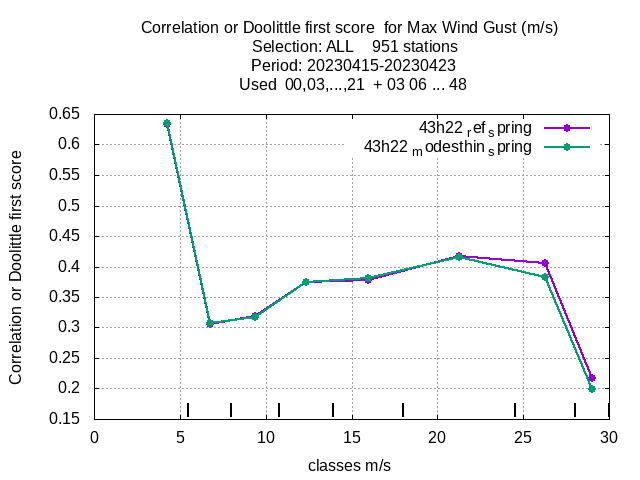 Correlation or Doolittle first score  for Max Wind Gust (m/s)
Selection: ALL    951 stations
Period: 20230415-20230423
Used  00,03,...,21  + 03 06 ... 48
43h22 ref spring
43h22 modesthin spring
Correlation or Doolittle first score
0.65
0.6
0.55
0.5
0.45
0.4
0.35
0.3
0.25
0.2
0.15
0 5 10 15 20 25 30
classes m/s